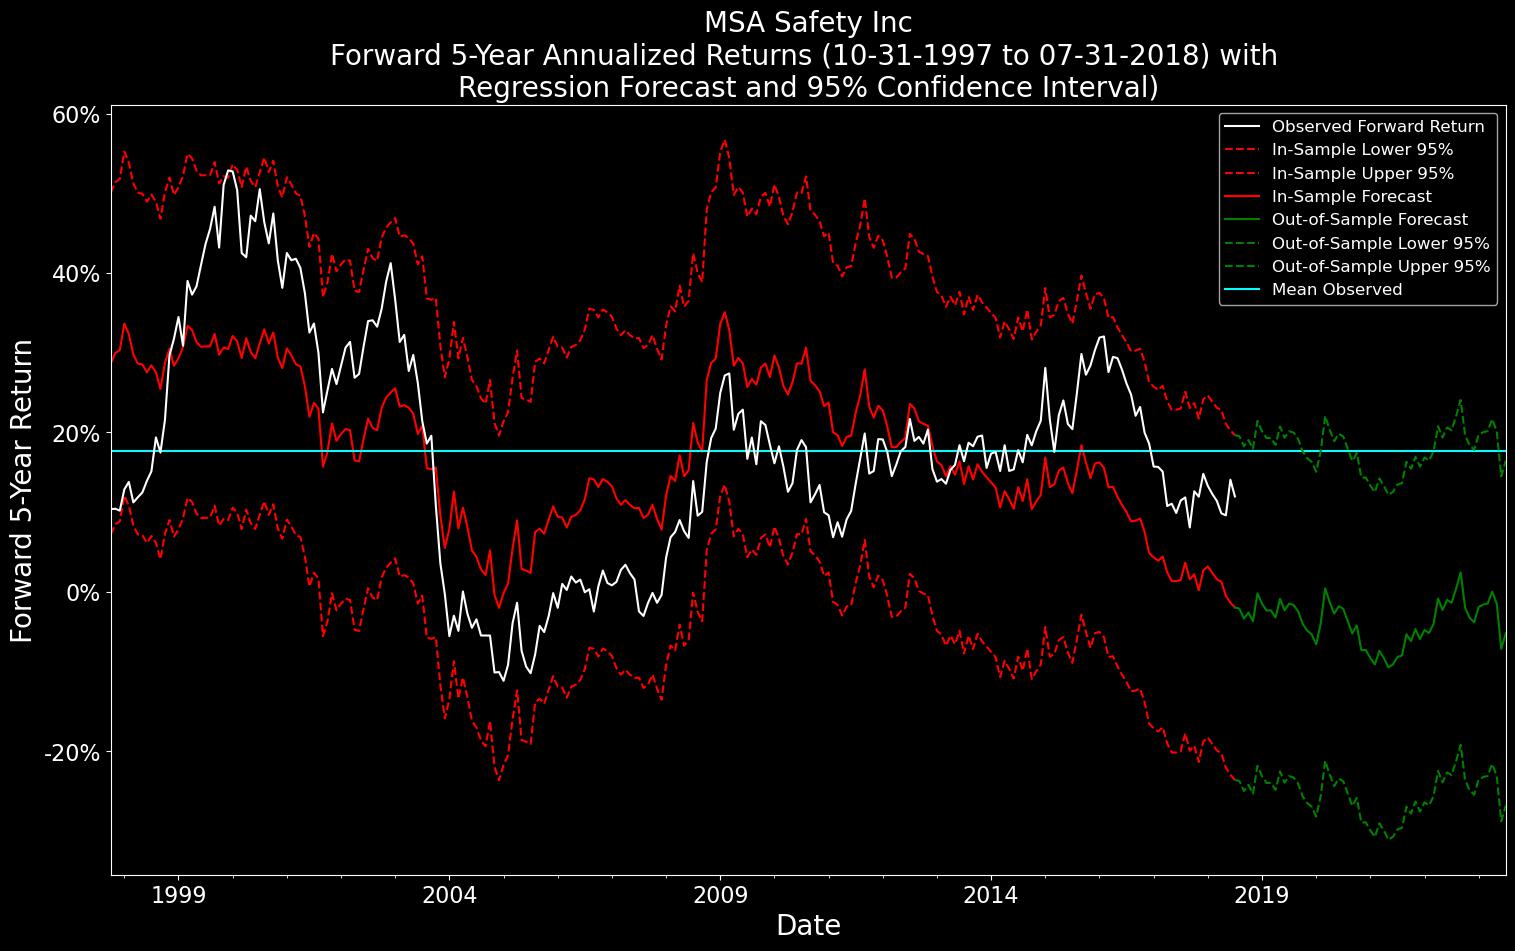 MSA Safety Inc
Forward 5-Year Annualized Returns (10-31-1997 to 07-31-2018) with
Regression Forecast and 95% Confidence Interval)
60%
40%
20%
0%
-20%
Forward 5-Year Return
Observed Forward Return
In-Sample Lower 95%
In-Sample Upper 95%
In-Sample Forecast
Out-of-Sample Forecast
Out-of-Sample Lower 95%
Out-of-Sample Upper 95%
Mean Observed
1999 2004 2009 2014 2019
Date